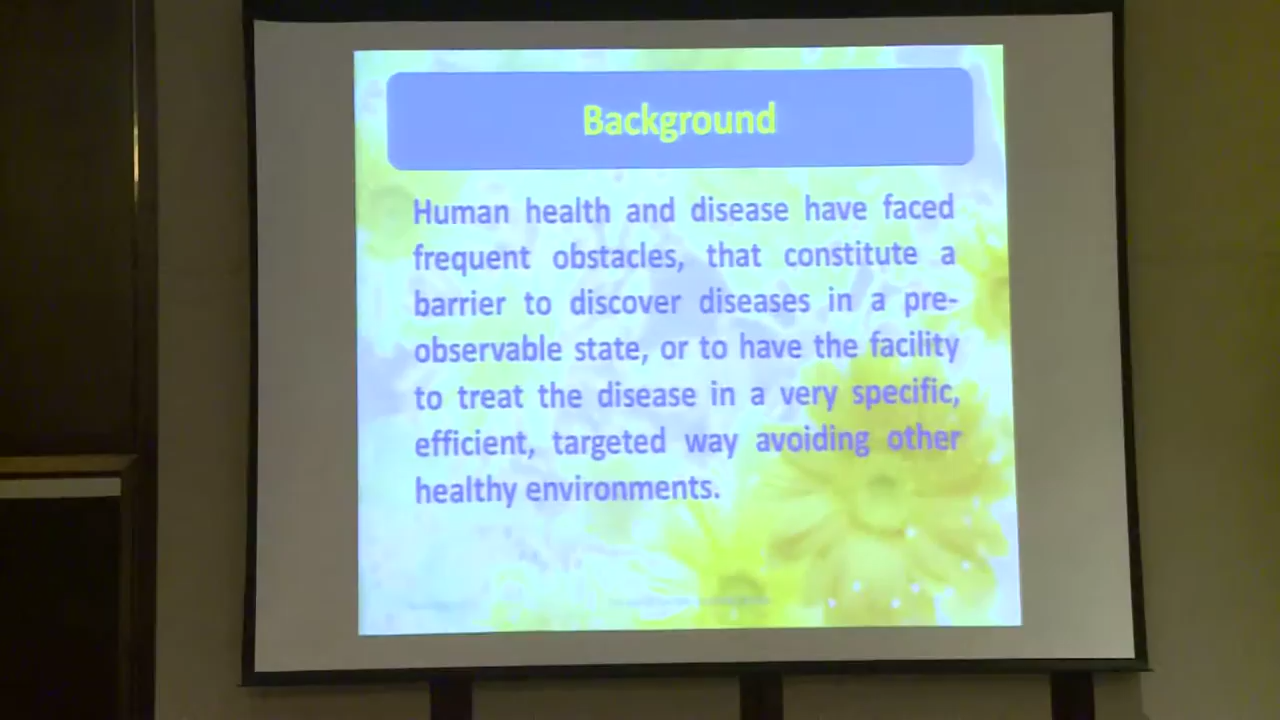 Background
Human health and disease have faced
frequent obstacles, that constitute a
barrier to discover diseases in a pre-
observable state, or to have the facility
to treat the disease in a very specific,
efficient, targeted way avoiding other
healthy environments.